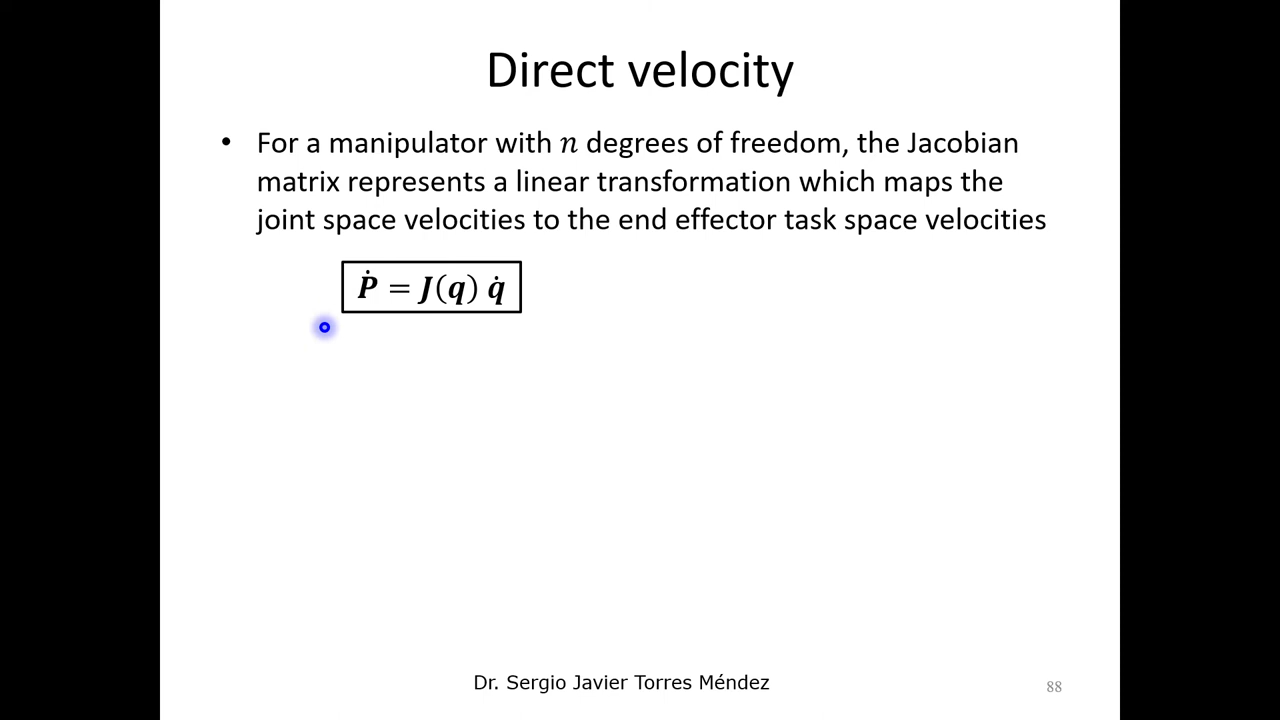 Direct velocity
• For a manipulator with 𝑛 degrees of freedom, the Jacobian
matrix represents a linear transformation which maps the
joint space velocities to the end effector task space velocities
Ṗ = J(q) q̇
Dr. Sergio Javier Torres Méndez
88